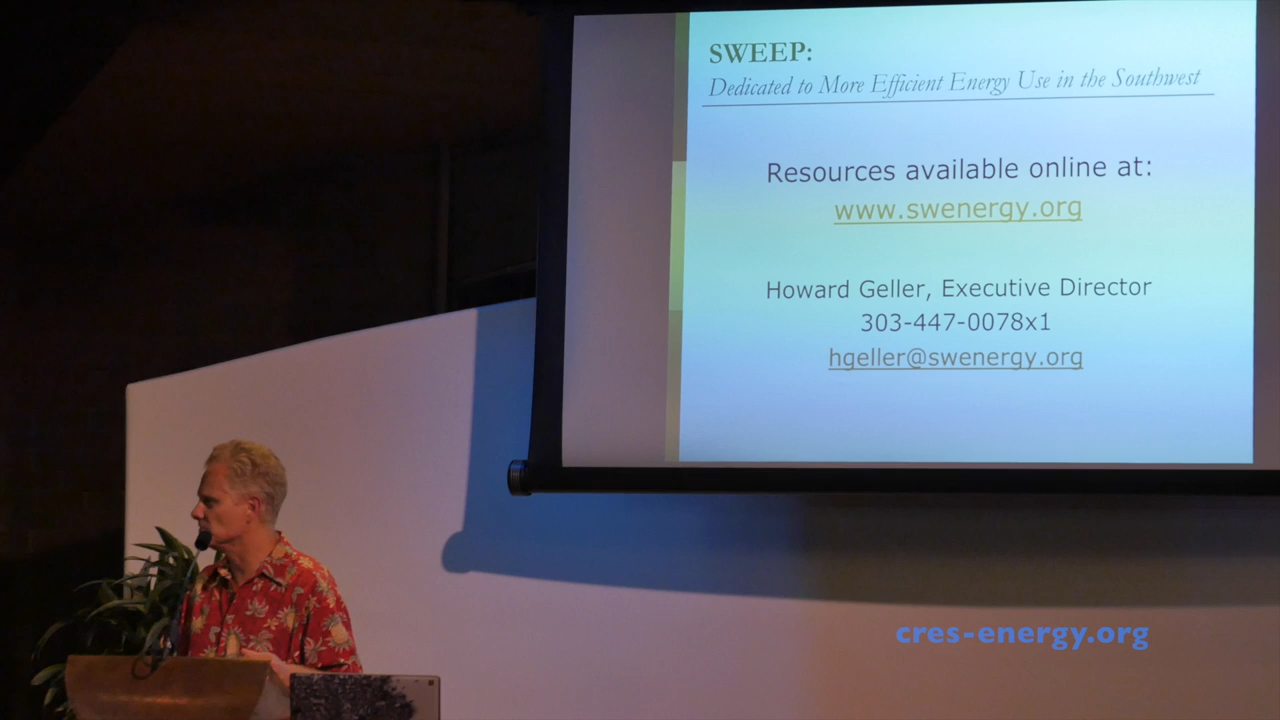 SWEEP:
Dedicated to More Efficient Energy Use in the Southwest
Resources available online at:
www.swenergy.org
Howard Geller, Executive Director
303-447-0078x1
hgeller@swenergy.org
cres-energy.org